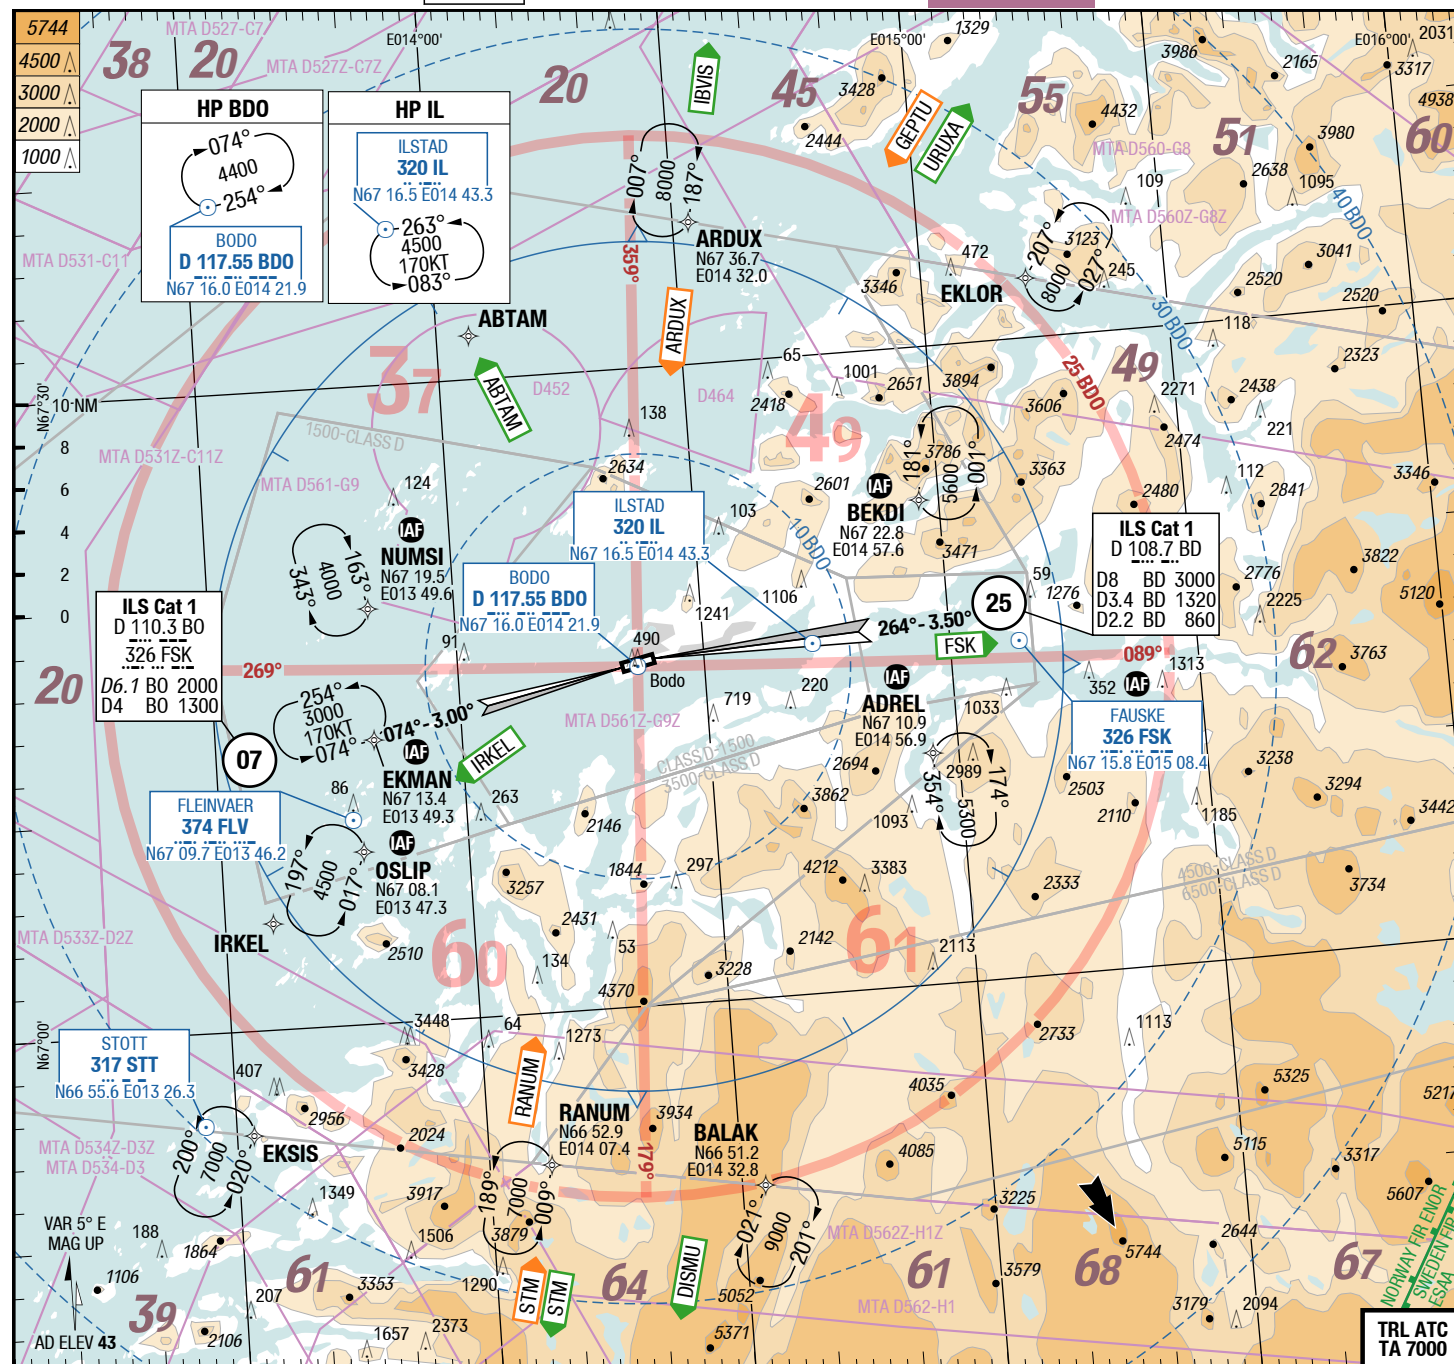 5744
4500
3000
2000
1000
MTA D527-C7
38
20
MTA D527Z-C7Z
E014°00'
20
IBVIS
45
3428
2444
E015°00'
1329
GEPTU
URUXA
55
4432
3986
2165
E016°00'
2031
3317
4938
MTA D560-G8
51
3980
60
2638
1095
109
MTA D560Z-G8Z
40 BDO
HP BDO
074°
4400
254°
BODO
D 117.55 BDO
N67 16.0 E014 21.9
HP IL
ILSTAD
320 IL
N67 16.5 E014 43.3
263°
4500
170KT
083°
MTA D531-C11
007°
8000
187°
ARDUX
N67 36.7
E014 32.0
359°
ARDUX
472
3346
EKLOR
207°
3123
8000
027°
245
3041
2520
2520
30 BDO
118
2323
ABTAM
ABTAM
37
D452
D464
65
1001
2651
3894
2418
49
25 BDO
49
3606
2271
2438
2474
221
N67°30'
10 NM
8
6
4
2
0
1500-CLASS D
MTA D531Z-C11Z
MTA D561-G9
124
138
2634
2601
103
10 BDO
181°
3786
5600
001°
3363
3471
2480
112
2841
3346
IAF
BEKDI
N67 22.8
E014 57.6
IAF
NUMSI
N67 19.5
E013 49.6
163°
4000
343°
ILSTAD
320 IL
N67 16.5 E014 43.3
BODO
D 117.55 BDO
N67 16.0 E014 21.9
91
490
1241
1106
264°-3.50°
25
59
1276
ILS Cat 1
D 108.7 BD
D8 BD 3000
D3.4 BD 1320
D2.2 BD 860
3822
2776
2225
5120
ILS Cat 1
D 110.3 BO
326 FSK
D6.1 BO 2000
D4 BO 1300
20
269°
Bodo
FSK
089°
1313
62
3763
352
IAF
FAUSKE
326 FSK
N67 15.8 E015 08.4
IAF
ADREL
N67 10.9
E014 56.9
1033
719
220
MTA D561Z-G9Z
254°
3000
170KT
074°
074°-3.00°
07
IAF
EKMAN
N67 13.4
E013 49.3
IRKEL
CLASS D-1500
3500-CLASS D
2694
354°
2989
174°
5300
2503
2110
3238
3294
3442
1185
86
263
FLEINVAER
374 FLV
N67 09.7 E013 46.2
IAF
OSLIP
N67 08.1
E013 47.3
197°
4500
017°
IRKEL
2146
3862
1093
1844
297
4212
3383
2333
4500-CLASS D
6500-CLASS D
3734
3257
2431
2510
60
134
53
2142
3228
61
2113
MTA D533Z-D2Z
4370
N67°00'
3448
64
1273
2733
1113
STOTT
317 STT
N66 55.6 E013 26.3
3428
407
2956
2024
RANUM
RANUM
N66 52.9
E014 07.4
3934
179°
BALAK
N66 51.2
E014 32.8
4035
4085
5325
5217
5115
3317
5607
MTA D534Z-D3Z
MTA D534-D3
200°
7000
020°
EKSIS
189°
7000
009°
3879
3917
1349
1506
021°
9000
201°
MTA D562Z-H1Z
3225
5744
2644
VAR 5° E
MAG UP
188
1864
1106
39
61
3353
1290
STM
STM
64
DISMU
5052
61
3579
68
67
NORWAY FIR ENOR
SWEDEN FIR
ESAA
MTA D562-H1
3179
2094
AD ELEV 43
207
2106
1657
2373
5371
TRL ATC
TA 7000